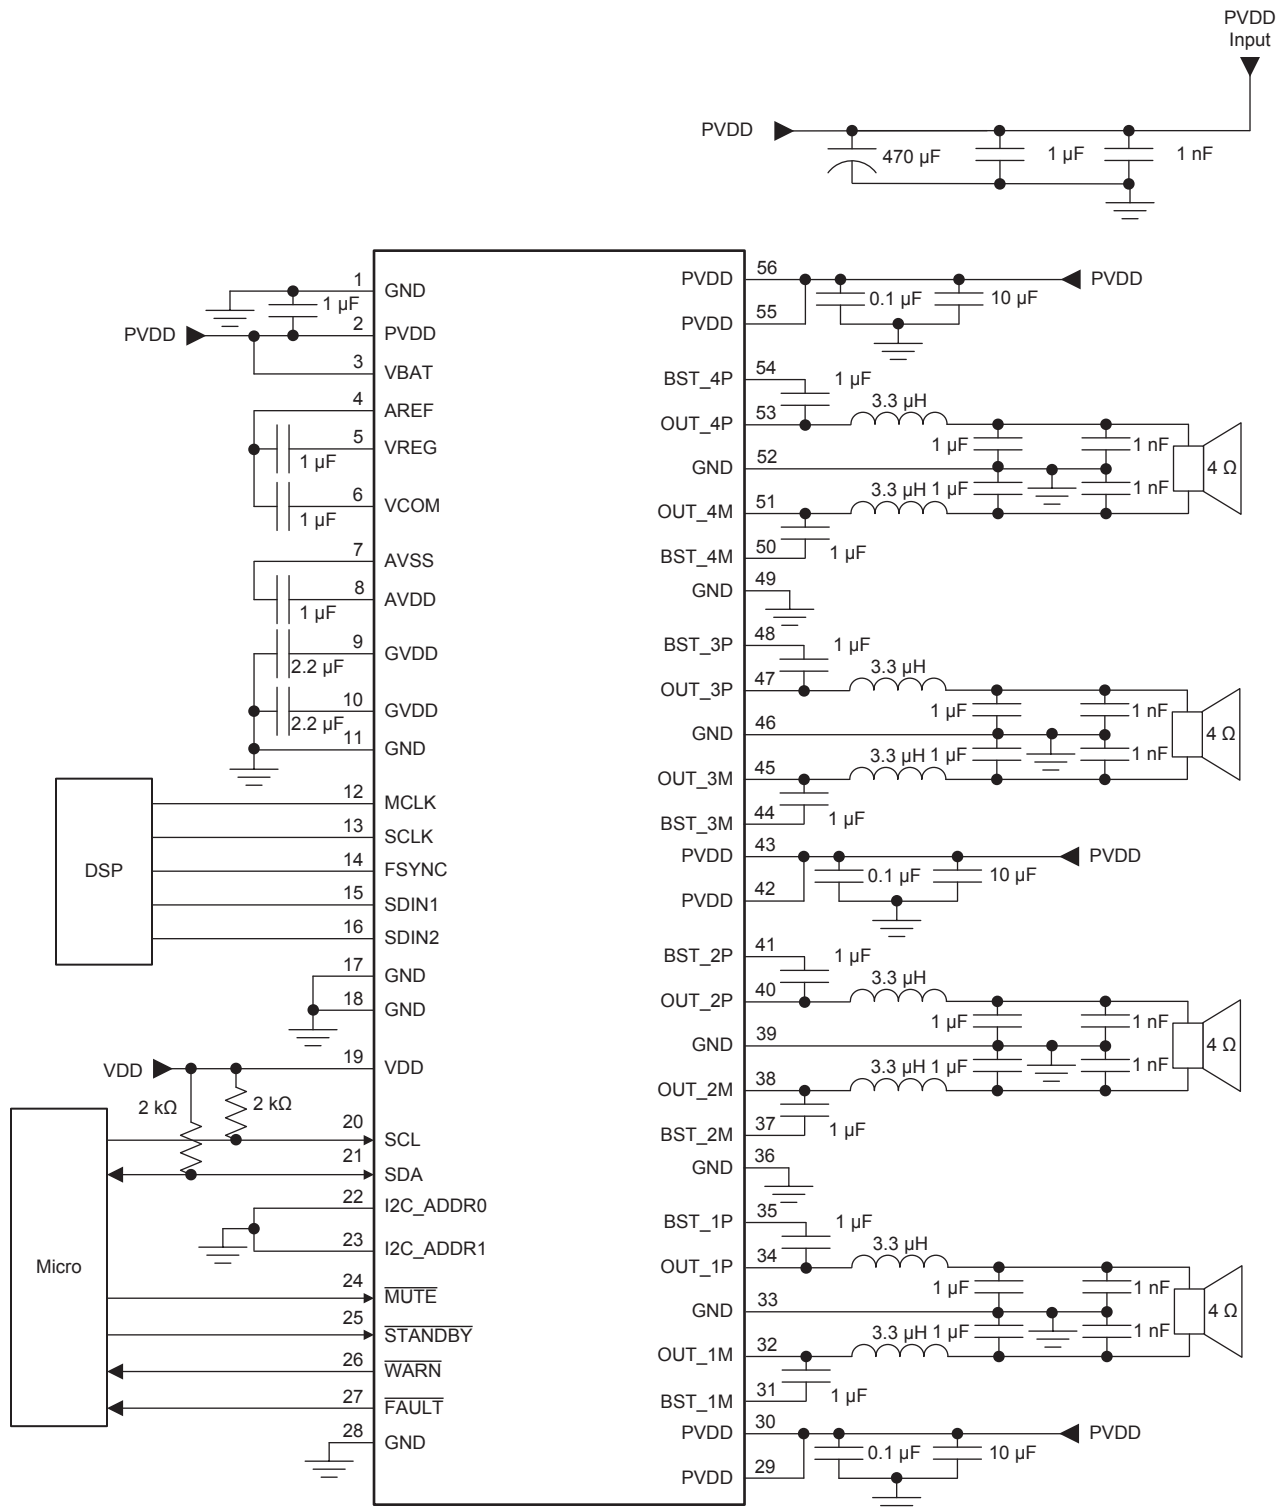 PVDD
Input
PVDD
470 µF
1 µF
1 nF
1
GND
1 µF
PVDD
2
PVDD
3
VBAT
4
AREF
5
VREG
1 µF
6
VCOM
1 µF
7
AVSS
8
AVDD
1 µF
9
GVDD
2.2 µF
10
GVDD
2.2 µF
11
GND
DSP
12
MCLK
13
SCLK
14
FSYNC
15
SDIN1
16
SDIN2
17
GND
18
GND
VDD
19
VDD
2 kΩ
2 kΩ
20
SCL
21
SDA
22
I2C_ADDR0
23
I2C_ADDR1
Micro
24
MUTE
25
STANDBY
26
WARN
27
FAULT
28
GND
PVDD
56
PVDD
0.1 µF
10 µF
PVDD
55
BST_4P
54
1 µF
3.3 µH
OUT_4P
53
1 µF
1 nF
GND
52
4 Ω
3.3 µH
1 µF
1 nF
OUT_4M
51
BST_4M
50
1 µF
GND
49
BST_3P
48
1 µF
3.3 µH
OUT_3P
47
1 µF
1 nF
GND
46
4 Ω
3.3 µH
1 µF
1 nF
OUT_3M
45
BST_3M
44
1 µF
PVDD
43
PVDD
0.1 µF
10 µF
PVDD
42
BST_2P
41
1 µF
3.3 µH
OUT_2P
40
1 µF
1 nF
GND
39
4 Ω
3.3 µH
1 µF
1 nF
OUT_2M
38
BST_2M
37
1 µF
GND
36
BST_1P
35
1 µF
3.3 µH
OUT_1P
34
1 µF
1 nF
GND
33
4 Ω
3.3 µH
1 µF
1 nF
OUT_1M
32
BST_1M
31
1 µF
PVDD
30
PVDD
0.1 µF
10 µF
PVDD
29